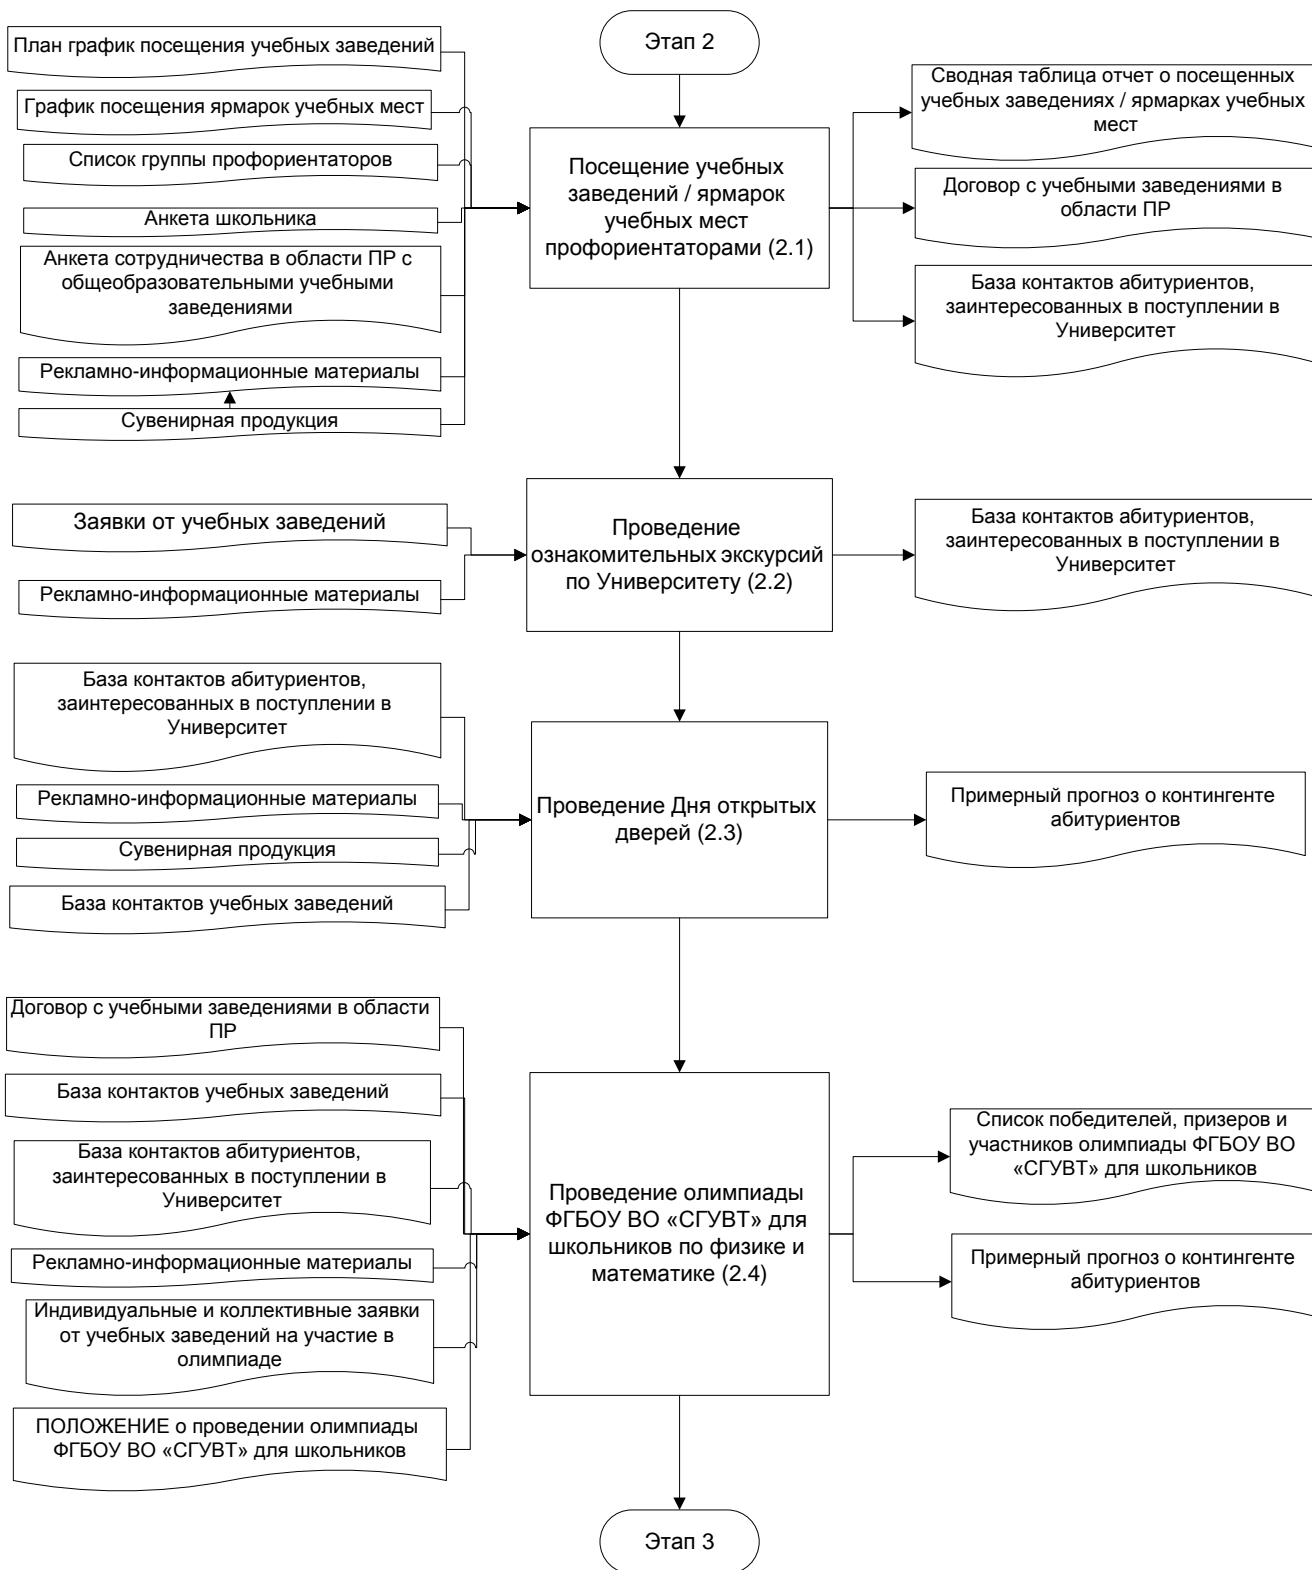 Этап 2
План график посещения учебных заведений
График посещения ярмарок учебных мест
Список группы профориентаторов
Анкета школьника
Анкета сотрудничества в области ПР с
общеобразовательными учебными
заведениями
Рекламно-информационные материалы
Сувенирная продукция
Посещение учебных
заведений / ярмарок
учебных мест
профориентаторами (2.1)
Сводная таблица отчет о посещенных
учебных заведениях / ярмарках учебных
мест
Договор с учебными заведениями в
области ПР
База контактов абитуриентов,
заинтересованных в поступлении в
Университет
Заявки от учебных заведений
Рекламно-информационные материалы
Проведение
ознакомительных экскурсий
по Университету (2.2)
База контактов абитуриентов,
заинтересованных в поступлении в
Университет
База контактов абитуриентов,
заинтересованных в поступлении в
Университет
Рекламно-информационные материалы
Сувенирная продукция
База контактов учебных заведений
Проведение Дня открытых
дверей (2.3)
Примерный прогноз о контингенте
абитуриентов
Договор с учебными заведениями в области
ПР
База контактов учебных заведений
База контактов абитуриентов,
заинтересованных в поступлении в
Университет
Рекламно-информационные материалы
Индивидуальные и коллективные заявки
от учебных заведений на участие в
олимпиаде
ПОЛОЖЕНИЕ о проведении олимпиады
ФГБОУ ВО «СГУВТ» для школьников
Проведение олимпиады
ФГБОУ ВО «СГУВТ» для
школьников по физике и
математике (2.4)
Список победителей, призеров и
участников олимпиады ФГБОУ ВО
«СГУВТ» для школьников
Примерный прогноз о контингенте
абитуриентов
Этап 3